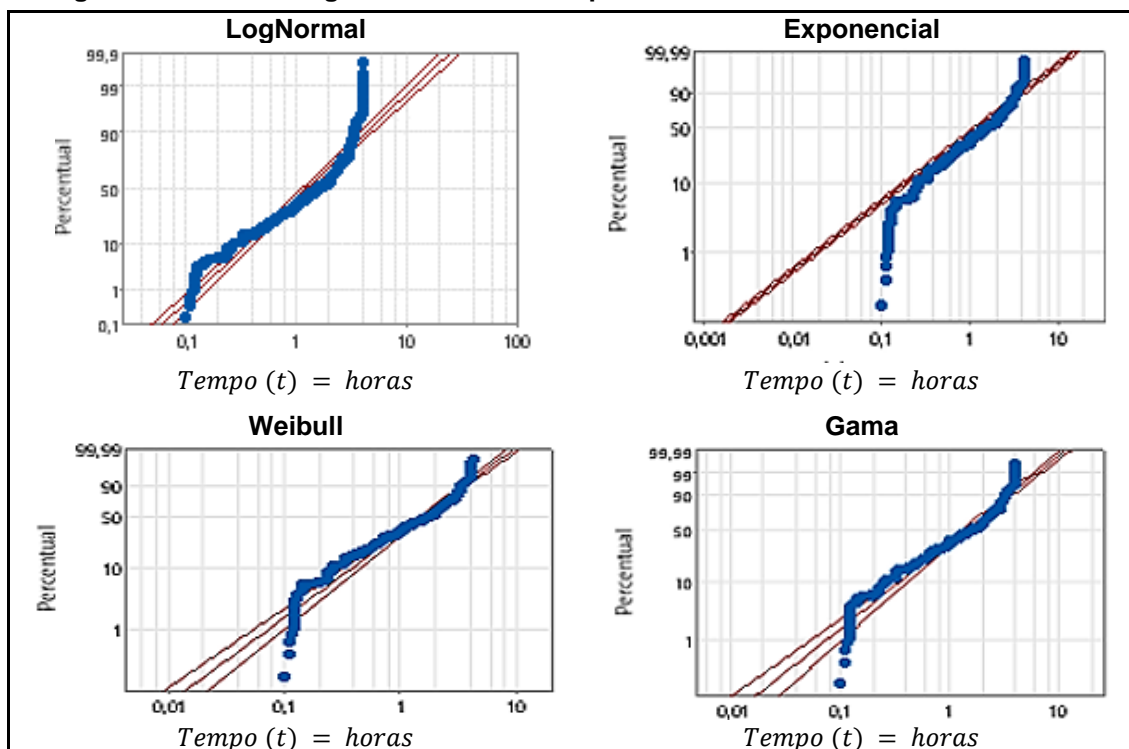 LogNormal
99,9
99
90
50
10
1
0,1
Percentual
0,1 1 10 100
Tempo (t) = horas
Exponencial
99,99
90
50
10
1
Percentual
0,001 0,01 0,1 1 10
Tempo (t) = horas
Weibull
99,99
90
50
10
1
Percentual
0,01 0,1 1 10
Tempo (t) = horas
Gama
99,99
99
90
50
10
1
Percentual
0,01 0,1 1 10
Tempo (t) = horas